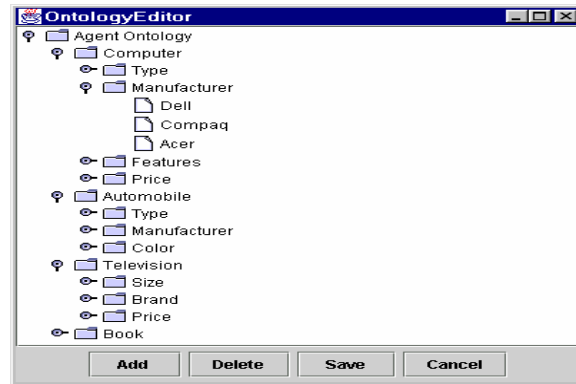 OntologyEditor
Agent Ontology
Computer
Type
Manufacturer
Dell
Compaq
Acer
Features
Price
Automobile
Type
Manufacturer
Color
Television
Size
Brand
Price
Book
Add Delete Save Cancel